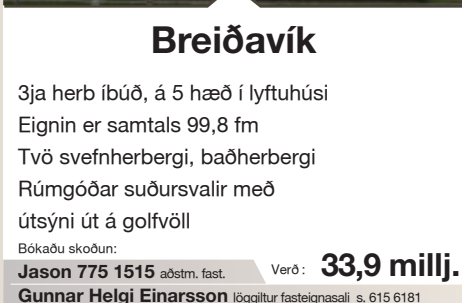 Breiðavík
3ja herb íbúð, á 5 hæð í lyftuhúsi
Eignin er samtals 99,8 fm
Tvö svefnherbergi, baðherbergi
Rúmgóðar suðursvalir með
útsýni út á golfvöll
Bókaðu skoðun:
Jason 775 1515 aðstm. fast. Verð: 33,9 millj.
Gunnar Helgi Einarsson löggiltur fasteignasali s. 615 6181